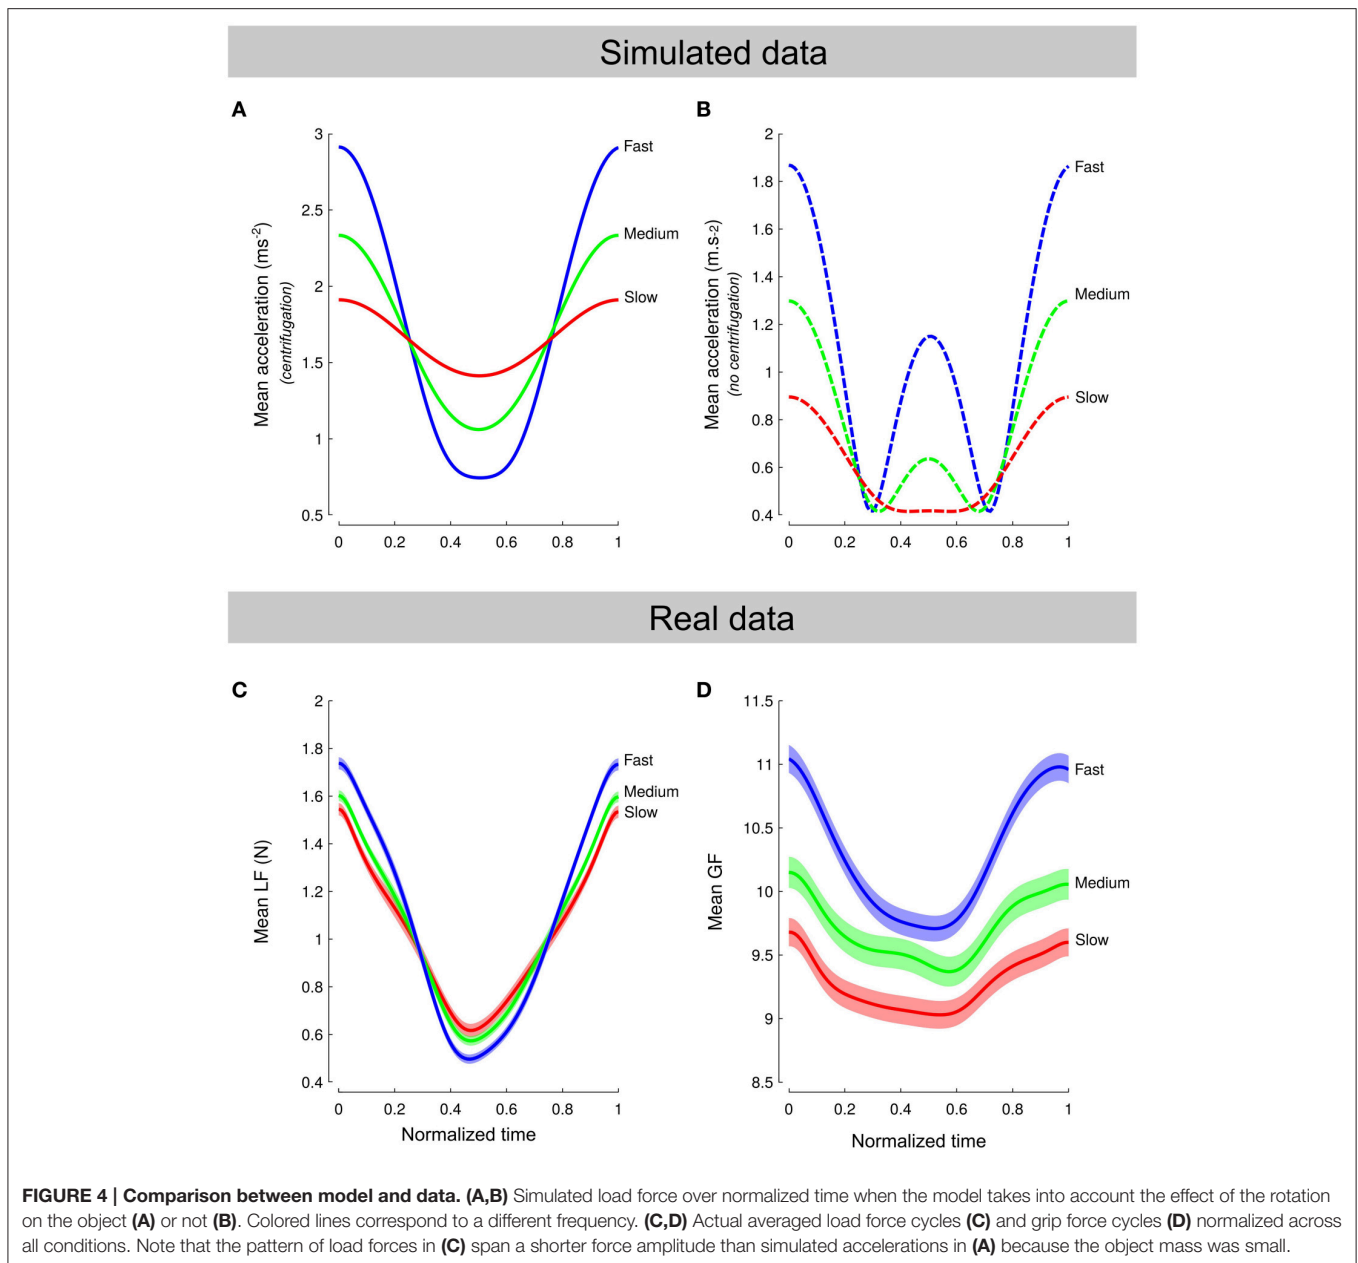 Simulated data
A
Mean acceleration (ms-2)
(centrifugation)
3
2.5
2
1.5
1
0.5
0 0.2 0.4 0.6 0.8 1
Fast
Medium
Slow
B
Mean acceleration (m.s-2)
(no centrifugation)
2
1.8
1.6
1.4
1.2
1
0.8
0.6
0.4
0 0.2 0.4 0.6 0.8 1
Fast
Medium
Slow
Real data
C
Mean LF (N)
2
1.8
1.6
1.4
1.2
1
0.8
0.6
0.4
0 0.2 0.4 0.6 0.8 1
Normalized time
Fast
Medium
Slow
D
Mean GF
11.5
11
10.5
10
9.5
9
8.5
0 0.2 0.4 0.6 0.8 1
Normalized time
Fast
Medium
Slow
FIGURE 4 | Comparison between model and data. (A,B) Simulated load force over normalized time when the model takes into account the effect of the rotation
on the object (A) or not (B). Colored lines correspond to a different frequency. (C,D) Actual averaged load force cycles (C) and grip force cycles (D) normalized across
all conditions. Note that the pattern of load forces in (C) span a shorter force amplitude than simulated accelerations in (A) because the object mass was small.